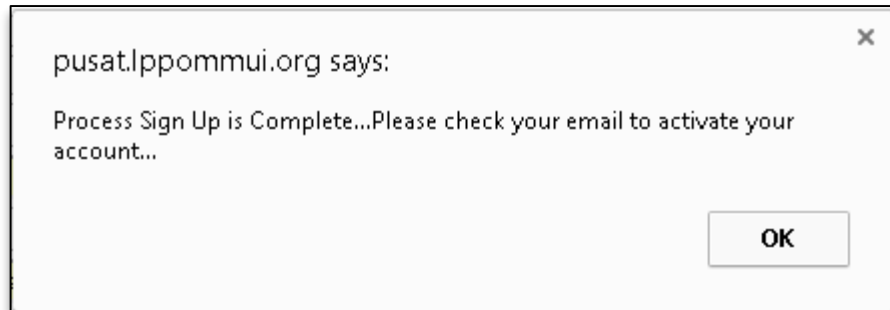 pusat.lppommui.org says:
Process Sign Up is Complete...Please check your email to activate your
account...
OK